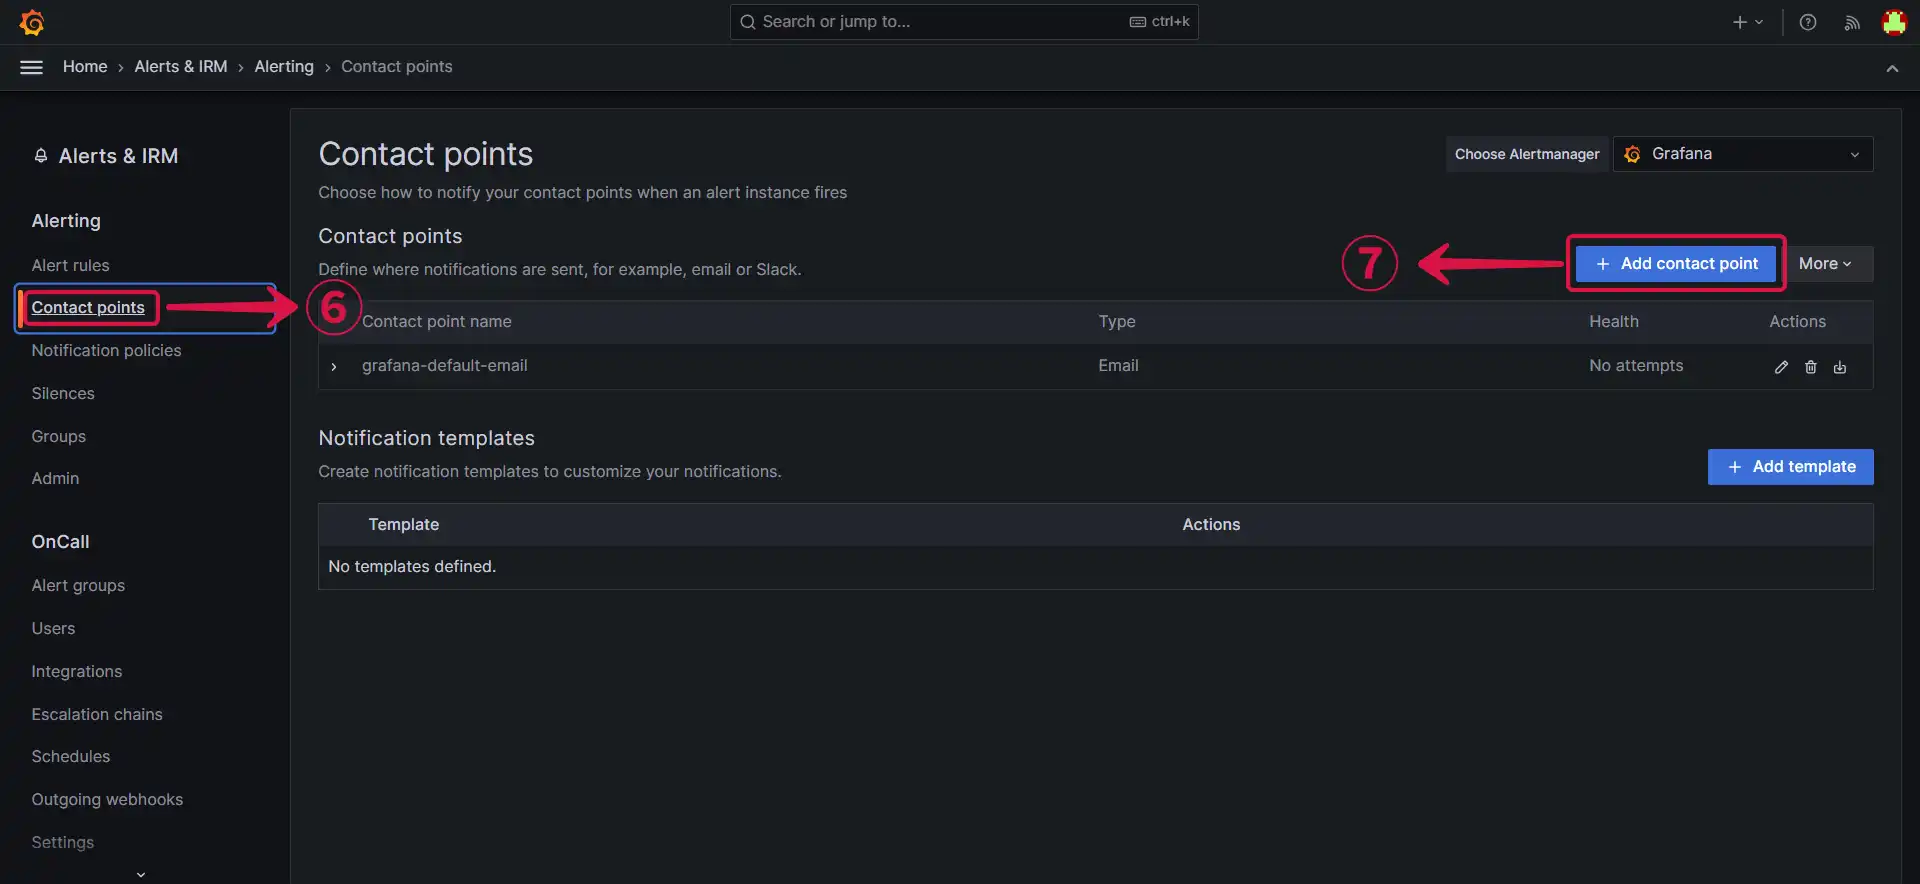 Search or jump to... ctrl+k
Home › Alerts & IRM › Alerting › Contact points
Alerts & IRM
Alerting
Alert rules
Contact points
Notification policies
Silences
Groups
Admin
OnCall
Alert groups
Users
Integrations
Escalation chains
Schedules
Outgoing webhooks
Settings
Contact points
Choose how to notify your contact points when an alert instance fires
Choose Alertmanager Grafana
Contact points
Define where notifications are sent, for example, email or Slack.
⑦ + Add contact point More
⑥
Contact point name Type Health Actions
grafana-default-email Email No attempts
Notification templates
Create notification templates to customize your notifications.
+ Add template
Template Actions
No templates defined.